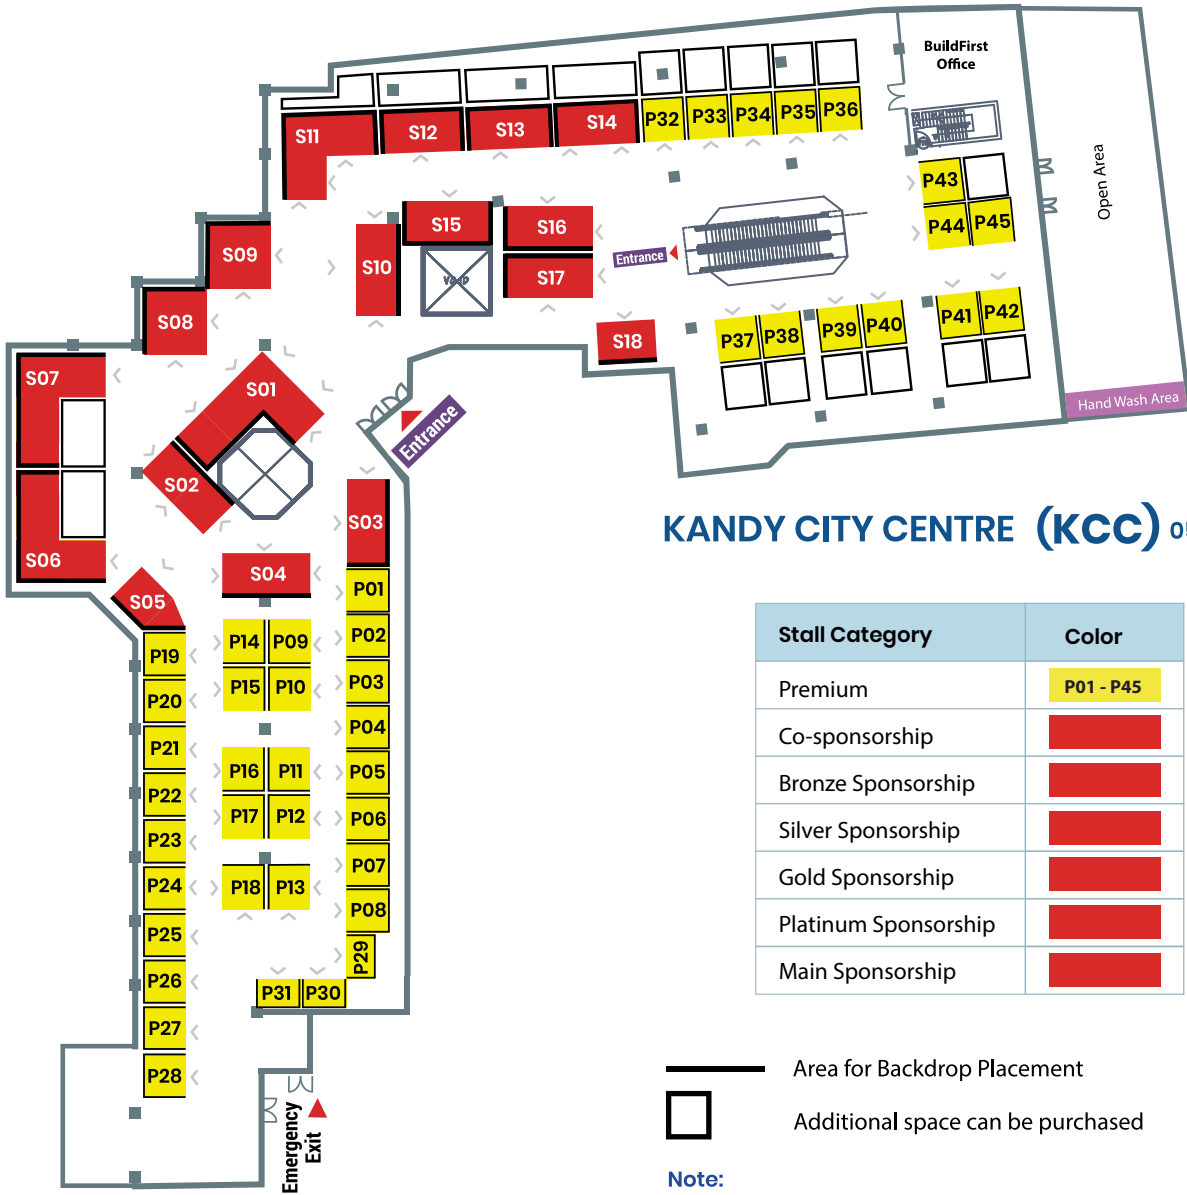 BuildFirst
Office
S11
S12
S13
S14
P32
P33
P34
P35
P36
P43
P44
P45
Open Area
S09
S10
S15
S16
S17
VOID
Entrance
S08
S18
P37
P38
P39
P40
P41
P42
Hand Wash Area
S07
S01
Entrance
S02
S03
S06
S04
S05
KANDY CITY CENTRE (KCC)
P01
P02
P03
P04
P05
P06
P07
P08
P29
P14
P09
P15
P10
P16
P11
P17
P12
P18
P13
P19
P20
P21
P22
P23
P24
P25
P26
P27
P28
P31
P30
Emergency
Exit
Stall Category Color
Premium P01 - P45
Co-sponsorship
Bronze Sponsorship
Silver Sponsorship
Gold Sponsorship
Platinum Sponsorship
Main Sponsorship
Area for Backdrop Placement
Additional space can be purchased
Note: